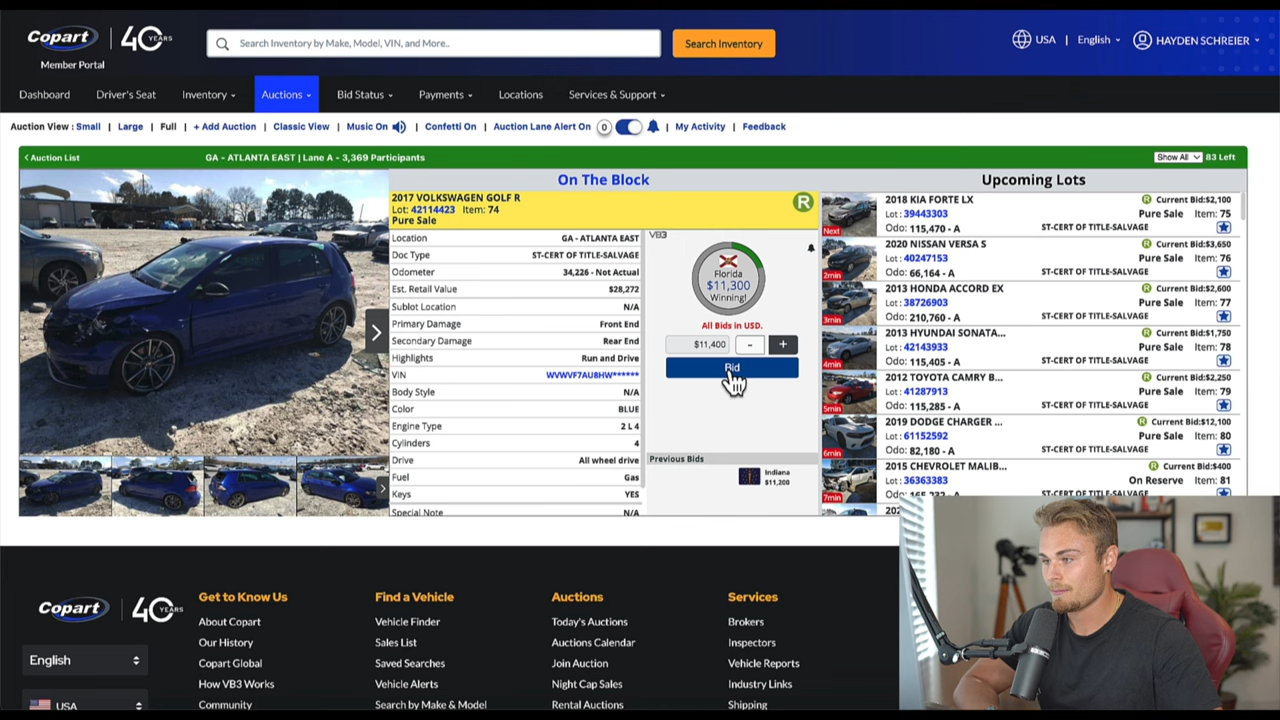 Copart | 40 YEARS
Member Portal
Search Inventory by Make, Model, VIN, and More..
Search Inventory
USA | English
HAYDEN SCHREIER
Dashboard
Driver's Seat
Inventory
Auctions
Bid Status
Payments
Locations
Services & Support
Auction View : Small | Large | Full | + Add Auction | Classic View | Music On | Confetti On | Auction Lane Alert On 0 | My Activity | Feedback
Auction List
GA - ATLANTA EAST | Lane A - 3,369 Participants
Show All
83 Left
On The Block
2017 VOLKSWAGEN GOLF R
Lot: 42114423 Item: 74
Pure Sale
R
Location GA - ATLANTA EAST
Doc Type ST-CERT OF TITLE-SALVAGE
Odometer 34,226 - Not Actual
Est. Retail Value $28,272
Sublot Location N/A
Primary Damage Front End
Secondary Damage Rear End
Highlights Run and Drive
VIN WVWVF7AU8HW******
Body Style N/A
Color BLUE
Engine Type 2 L 4
Cylinders 4
Drive All wheel drive
Fuel Gas
Keys YES
Special Note N/A
VB3
Florida
$11,300
Winning!
All Bids in USD.
$11,400
-
+
Bid
Previous Bids
Indiana
$11,200
Upcoming Lots
2018 KIA FORTE LX
R Current Bid:$2,100
Lot : 39443303
Pure Sale Item: 75
Odo: 115,470 - A
ST-CERT OF TITLE-SALVAGE
Next
2020 NISSAN VERSA S
R Current Bid:$3,650
Lot : 40247153
Pure Sale Item: 76
Odo: 66,164 - A
ST-CERT OF TITLE-SALVAGE
2min
2013 HONDA ACCORD EX
R Current Bid:$2,600
Lot : 38726903
Pure Sale Item: 77
Odo: 210,760 - A
ST-CERT OF TITLE-SALVAGE
3min
2013 HYUNDAI SONATA...
R Current Bid:$1,750
Lot : 42143933
Pure Sale Item: 78
Odo: 115,405 - A
ST-CERT OF TITLE-SALVAGE
4min
2012 TOYOTA CAMRY B...
R Current Bid:$2,250
Lot : 41287913
Pure Sale Item: 79
Odo: 115,285 - A
ST-CERT OF TITLE-SALVAGE
5min
2019 DODGE CHARGER ...
R Current Bid:$12,100
Lot : 61152592
Pure Sale Item: 80
Odo: 82,180 - A
ST-CERT OF TITLE-SALVAGE
6min
2015 CHEVROLET MALIB...
R Current Bid:$400
Lot : 36363383
On Reserve Item: 81
ST-CERT OF TITLE-SALVAGE
7min
Copart | 40 YEARS
English
USA
Get to Know Us
About Copart
Our History
Copart Global
How VB3 Works
Community
Find a Vehicle
Vehicle Finder
Sales List
Saved Searches
Vehicle Alerts
Search by Make & Model
Auctions
Today's Auctions
Auctions Calendar
Join Auction
Night Cap Sales
Rental Auctions
Services
Brokers
Inspectors
Vehicle Reports
Industry Links
Shipping